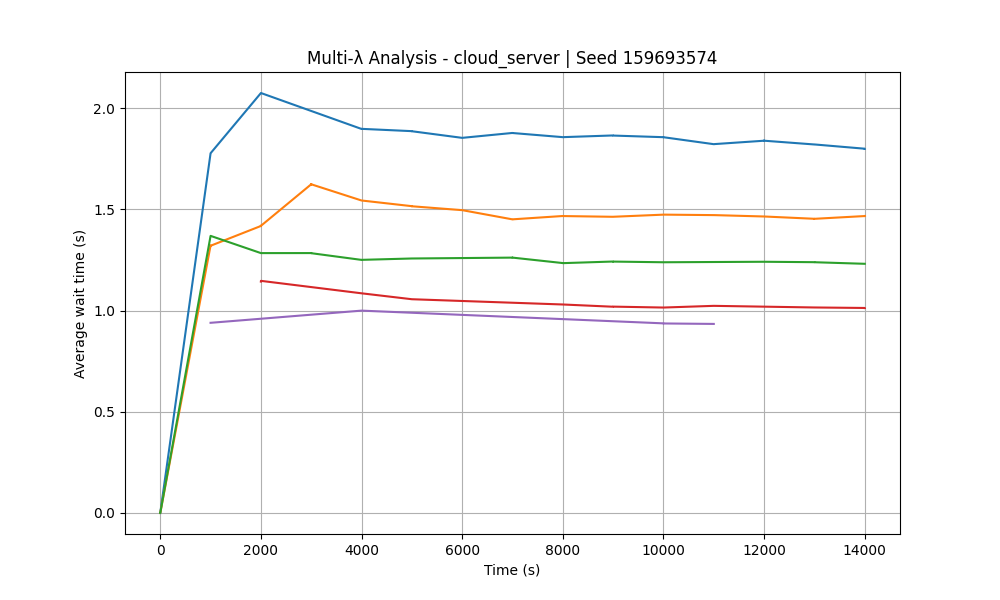 Multi-λ Analysis - cloud_server | Seed 159693574
Average wait time (s)
2.0
1.5
1.0
0.5
0.0
0 2000 4000 6000 8000 10000 12000 14000
Time (s)